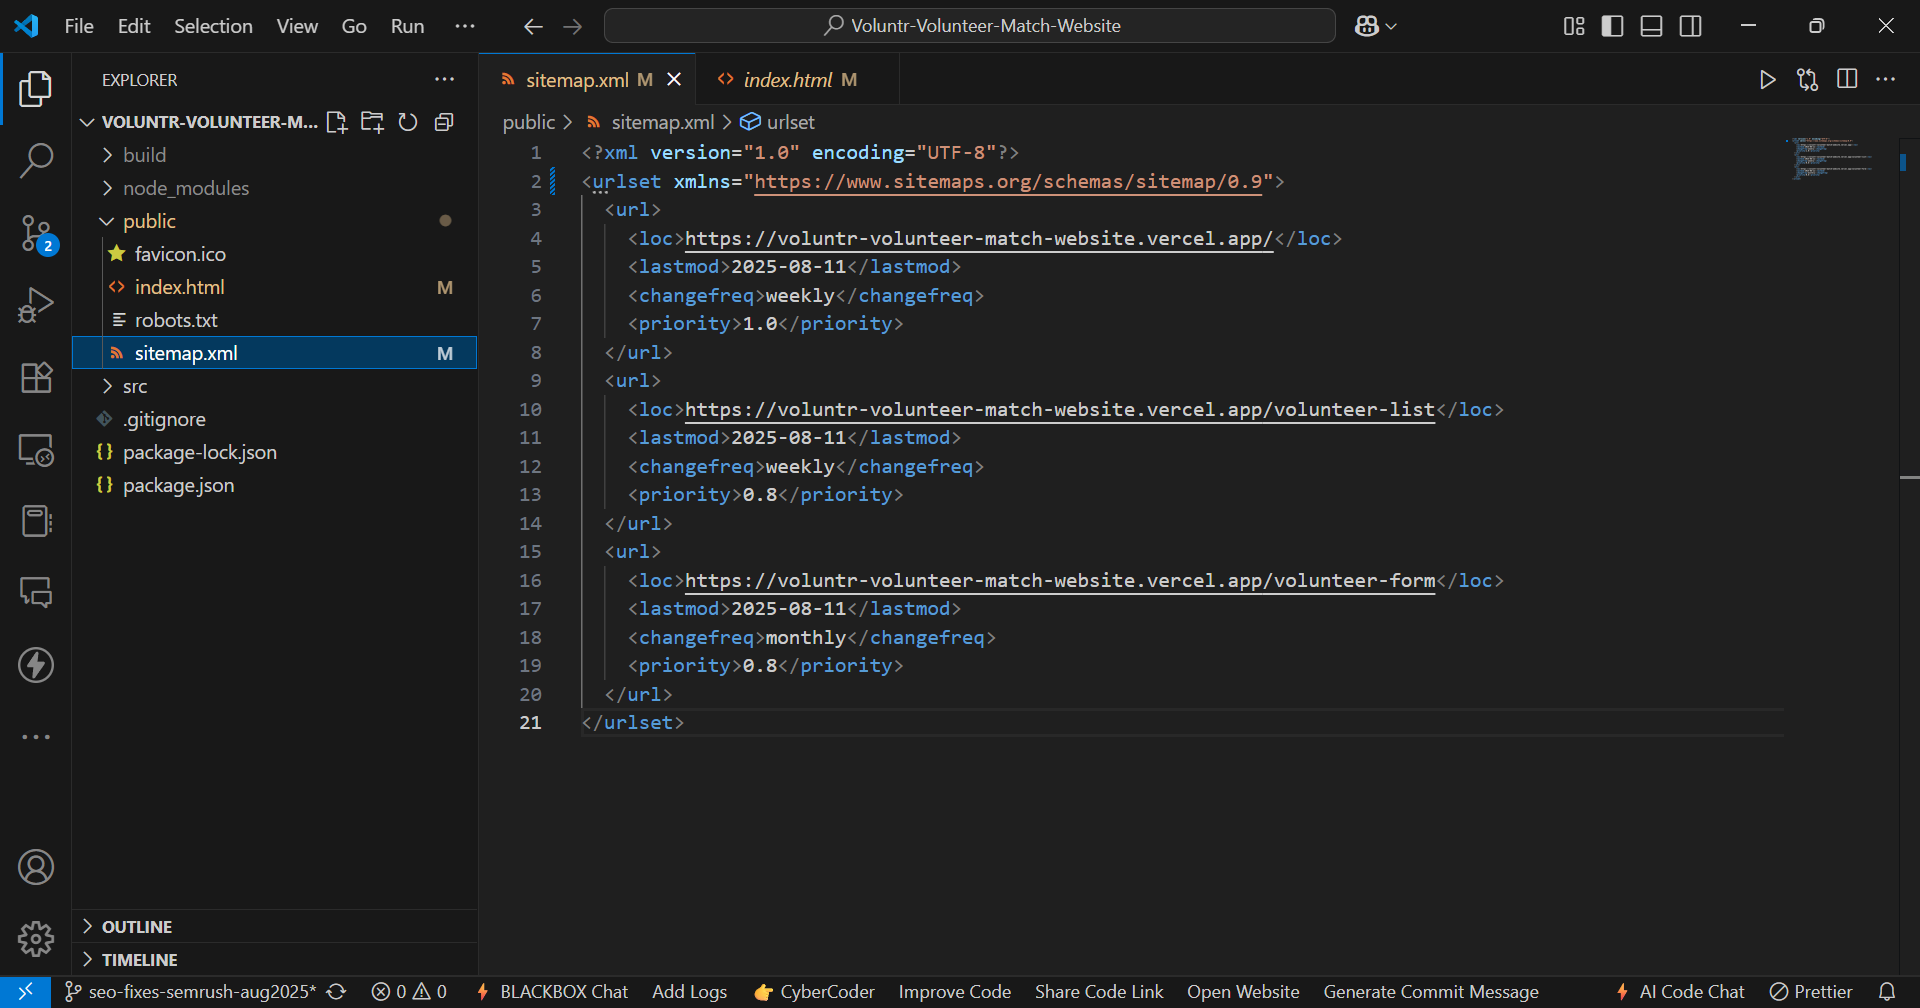 File Edit Selection View Go Run ··· Voluntr-Volunteer-Match-Website
EXPLORER
VOLUNTR-VOLUNTEER-M...
build
node_modules
public
favicon.ico
index.html M
robots.txt
sitemap.xml M
src
.gitignore
package-lock.json
package.json
OUTLINE
TIMELINE
2
sitemap.xml M index.html M
public > sitemap.xml > urlset
1 <?xml version="1.0" encoding="UTF-8"?>
2 <urlset xmlns="https://www.sitemaps.org/schemas/sitemap/0.9">
3 <url>
4 <loc>https://voluntr-volunteer-match-website.vercel.app/</loc>
5 <lastmod>2025-08-11</lastmod>
6 <changefreq>weekly</changefreq>
7 <priority>1.0</priority>
8 </url>
9 <url>
10 <loc>https://voluntr-volunteer-match-website.vercel.app/volunteer-list</loc>
11 <lastmod>2025-08-11</lastmod>
12 <changefreq>weekly</changefreq>
13 <priority>0.8</priority>
14 </url>
15 <url>
16 <loc>https://voluntr-volunteer-match-website.vercel.app/volunteer-form</loc>
17 <lastmod>2025-08-11</lastmod>
18 <changefreq>monthly</changefreq>
19 <priority>0.8</priority>
20 </url>
21 </urlset>
seo-fixes-semrush-aug2025* 0 0 BLACKBOX Chat Add Logs 👉 CyberCoder Improve Code Share Code Link Open Website Generate Commit Message AI Code Chat Prettier